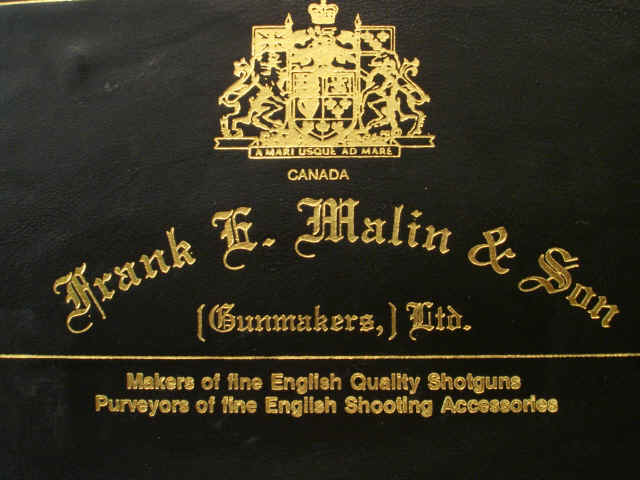 A MARI USQUE AD MARE
CANADA
Frank E. Malin & Son
(Gunmakers,) Ltd.
Makers of fine English Quality Shotguns
Purveyors of fine English Shooting Accessories